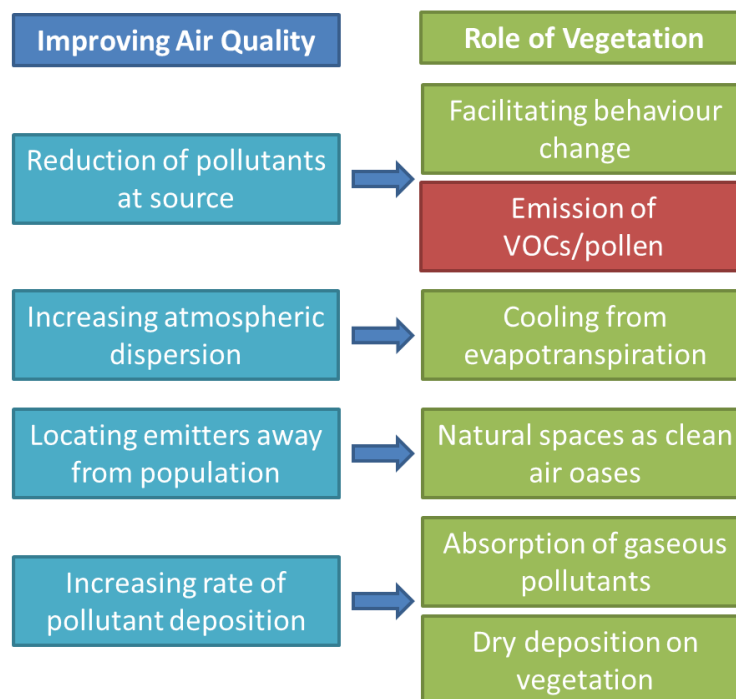 Improving Air Quality
Role of Vegetation
Reduction of pollutants
at source
Facilitating behaviour
change
Emission of
VOCs/pollen
Increasing atmospheric
dispersion
Cooling from
evapotranspiration
Locating emitters away
from population
Natural spaces as clean
air oases
Increasing rate of
pollutant deposition
Absorption of gaseous
pollutants
Dry deposition on
vegetation